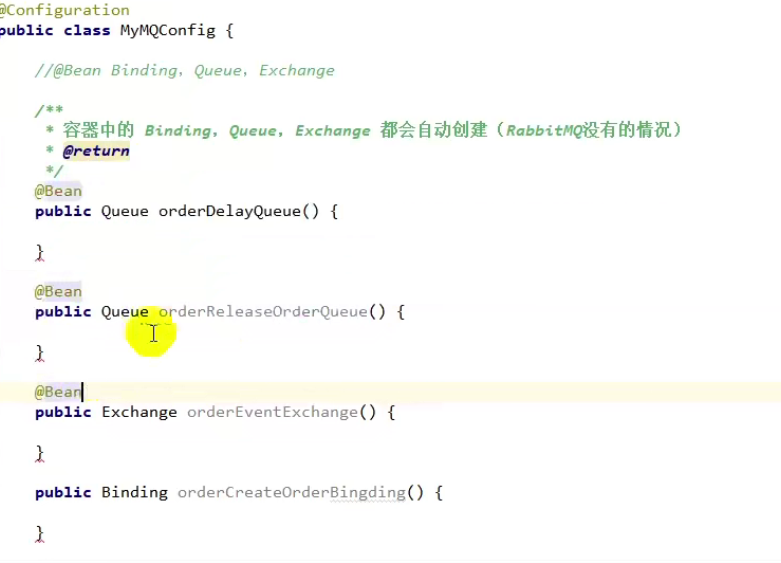 @Configuration
public class MyMQConfig {
//@Bean Binding，Queue，Exchange
/**
* 容器中的 Binding，Queue，Exchange 都会自动创建（RabbitMQ没有的情况）
* @return
*/
@Bean
public Queue orderDelayQueue() {
}
@Bean
public Queue orderReleaseOrderQueue() {
}
@Bean
public Exchange orderEventExchange() {
}
public Binding orderCreateOrderBingding() {
}